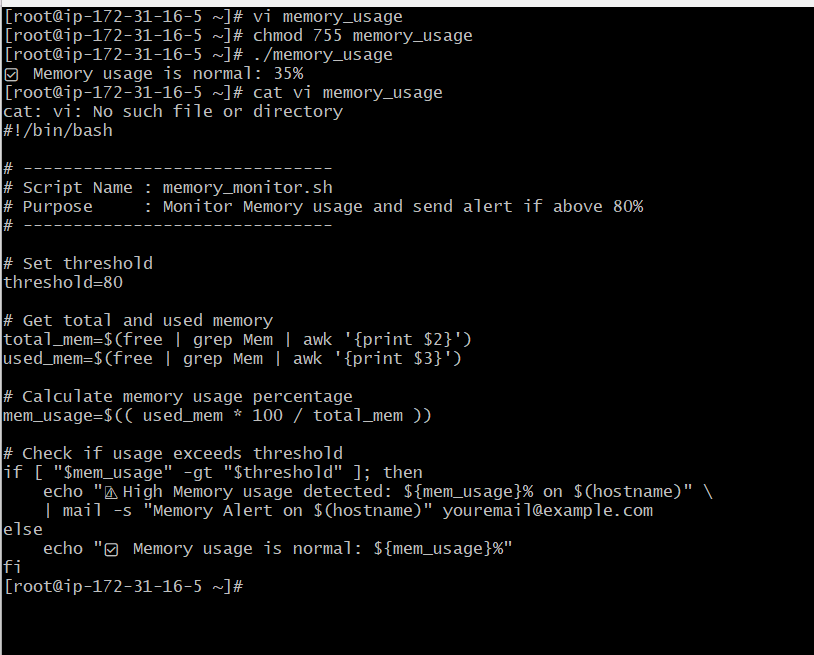 [root@ip-172-31-16-5 ~]# vi memory_usage
[root@ip-172-31-16-5 ~]# chmod 755 memory_usage
[root@ip-172-31-16-5 ~]# ./memory_usage
☑ Memory usage is normal: 35%
[root@ip-172-31-16-5 ~]# cat vi memory_usage
cat: vi: No such file or directory
#!/bin/bash

# -------------------------------
# Script Name : memory_monitor.sh
# Purpose     : Monitor Memory usage and send alert if above 80%
# -------------------------------

# Set threshold
threshold=80

# Get total and used memory
total_mem=$(free | grep Mem | awk '{print $2}')
used_mem=$(free | grep Mem | awk '{print $3}')

# Calculate memory usage percentage
mem_usage=$(( used_mem * 100 / total_mem ))

# Check if usage exceeds threshold
if [ "$mem_usage" -gt "$threshold" ]; then
    echo "⚠ High Memory usage detected: ${mem_usage}% on $(hostname)" \
    | mail -s "Memory Alert on $(hostname)" youremail@example.com
else
    echo "☑ Memory usage is normal: ${mem_usage}%"
fi
[root@ip-172-31-16-5 ~]#